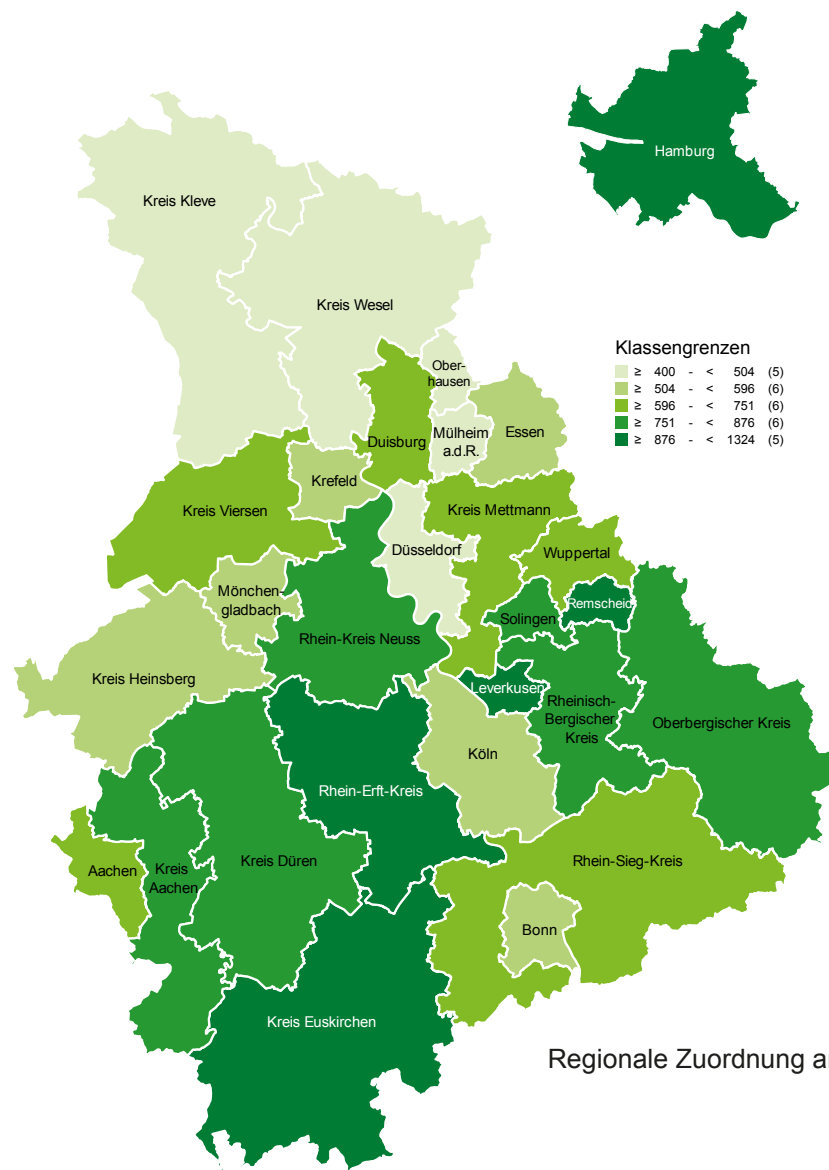 Hamburg
Kreis Kleve
Kreis Wesel
Klassengrenzen
≥ 400 - < 504 (5)
≥ 504 - < 596 (6)
≥ 596 - < 751 (6)
≥ 751 - < 876 (6)
≥ 876 - < 1324 (5)
Ober-
hausen
Duisburg
Mülheim
a.d.R.
Essen
Krefeld
Kreis Viersen
Kreis Mettmann
Düsseldorf
Wuppertal
Mönchen-
gladbach
Remscheid
Solingen
Rhein-Kreis Neuss
Kreis Heinsberg
Leverkusen
Rheinisch-
Bergischer
Kreis
Oberbergischer Kreis
Köln
Rhein-Erft-Kreis
Aachen
Kreis
Aachen
Kreis Düren
Rhein-Sieg-Kreis
Bonn
Kreis Euskirchen
Regionale Zuordnung